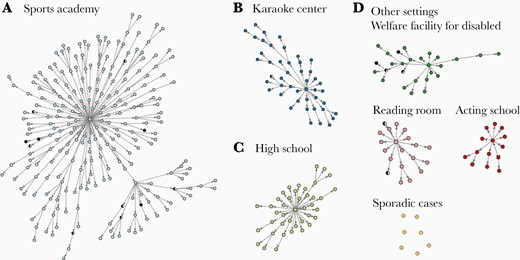 A Sports academy
B Karaoke center
C High school
D Other settings
Welfare facility for disabled
Reading room
Acting school
Sporadic cases